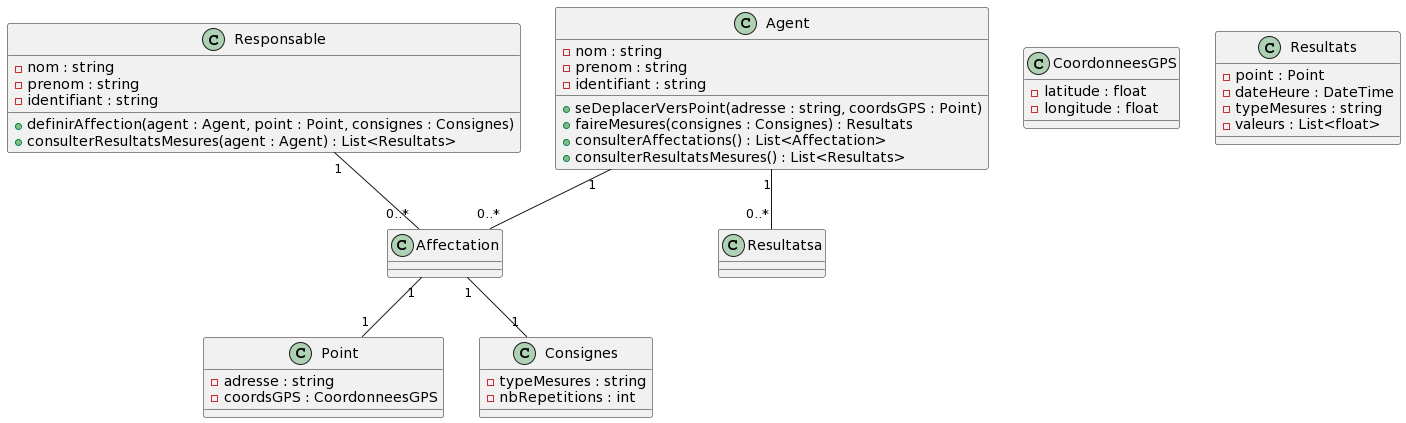 C Responsable
nom : string
prenom : string
identifiant : string
definirAffection(agent : Agent, point : Point, consignes : Consignes)
consulterResultatsMesures(agent : Agent) : List<Resultats>
C Agent
nom : string
prenom : string
identifiant : string
seDeplacerVersPoint(adresse : string, coordsGPS : Point)
faireMesures(consignes : Consignes) : Resultats
consulterAffectations() : List<Affectation>
consulterResultatsMesures() : List<Resultats>
C CoordonneesGPS
latitude : float
longitude : float
C Resultats
point : Point
dateHeure : DateTime
typeMesures : string
valeurs : List<float>
1
1
1
0..*
0..*
0..*
C Affectation
C Resultatsa
1
1
1
1
C Point
adresse : string
coordsGPS : CoordonneesGPS
C Consignes
typeMesures : string
nbRepetitions : int